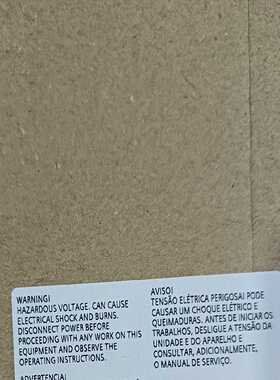 WARNING!
HAZARDOUS VOLTAGE. CAN CAUSE
ELECTRICAL SHOCK AND BURNS.
DISCONNECT POWER BEFORE
PROCEEDING WITH ANY WORK ON THIS
EQUIPMENT AND OBSERVE THE
OPERATING INSTRUCTIONS.
ADVERTENCIA!
AVISO!
TENSÃO ELÉTRICA PERIGOSA! PODE
CAUSAR UM CHOQUE ELÉTRICO E
QUEIMADURAS. ANTES DE INICIAR OS
TRABALHOS, DESLIGUE A TENSÃO DA
UNIDADE E DO APARELHO E
CONSULTAR, ADICIONALMENTE,
O MANUAL DE SERVIÇO.